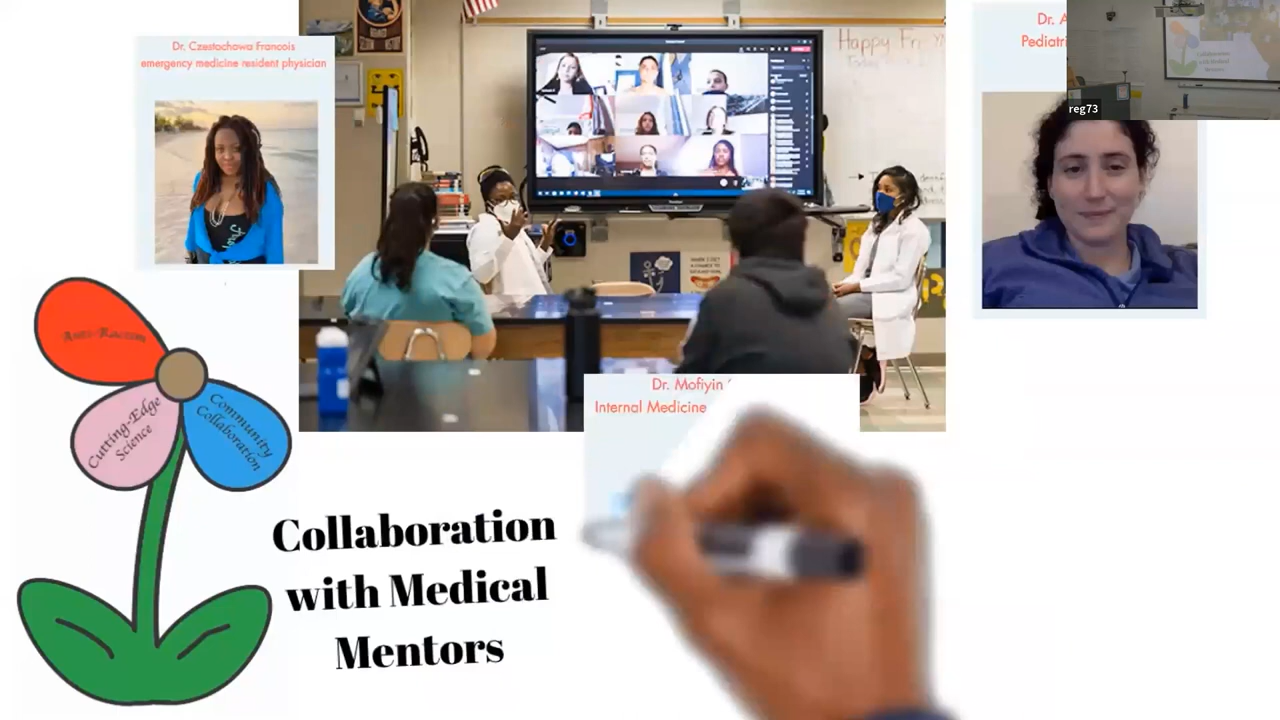 Dr. Czestachowa Francois
emergency medicine resident physician
Happy Fri
Dr. A
Pediatri
reg73
Anti-Racism
Cutting-Edge
Science
Community
Collaboration
Dr. Mofiyin
Internal Medicine
Collaboration
with Medical
Mentors